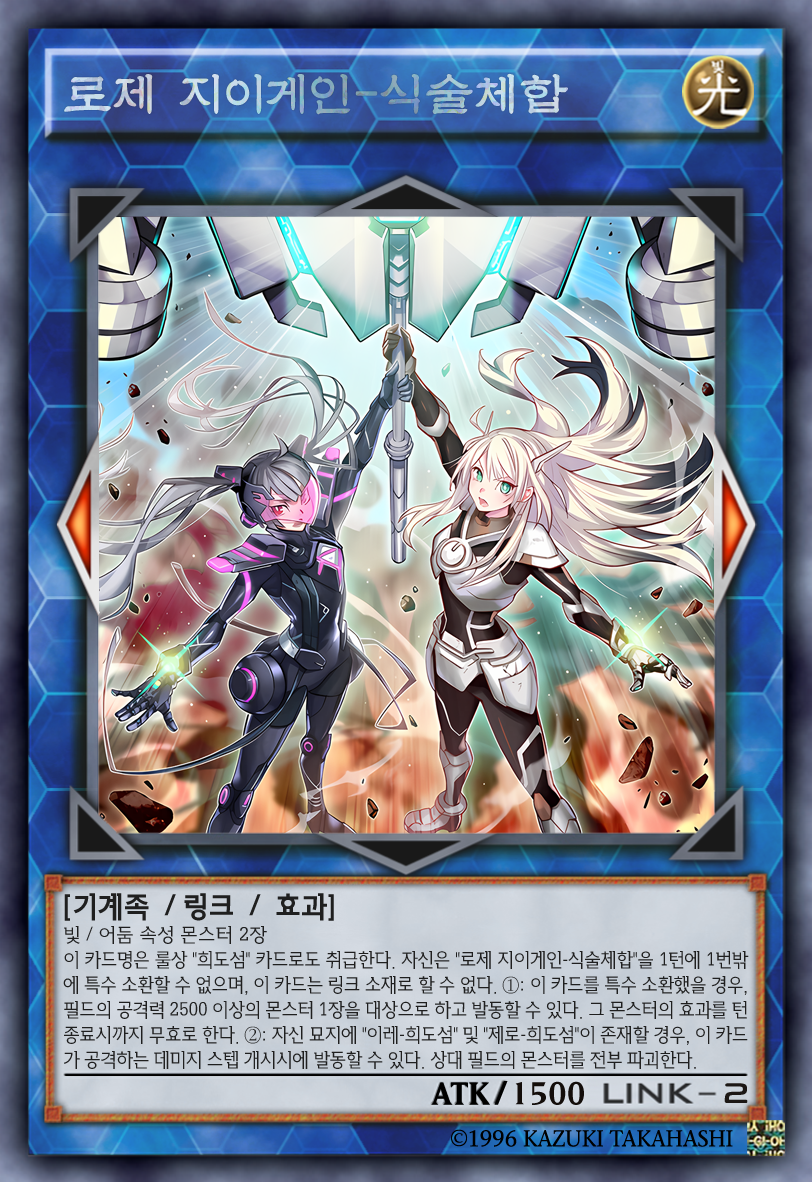 로제 지이게인-식술체합
빛
光
[기계족 / 링크 / 효과]
빛 / 어둠 속성 몬스터 2장
이 카드명은 룰상 "희도섬" 카드로도 취급한다. 자신은 "로제 지이게인-식술체합"을 1턴에 1번밖
에 특수 소환할 수 없으며, 이 카드는 링크 소재로 할 수 없다. ①: 이 카드를 특수 소환했을 경우,
필드의 공격력 2500 이상의 몬스터 1장을 대상으로 하고 발동할 수 있다. 그 몬스터의 효과를 턴
종료시까지 무효로 한다. ②: 자신 묘지에 "이레-희도섬" 및 "제로-희도섬"이 존재할 경우, 이 카드
가 공격하는 데미지 스텝 개시시에 발동할 수 있다. 상대 필드의 몬스터를 전부 파괴한다.
ATK/1500 LINK-2
©1996 KAZUKI TAKAHASHI